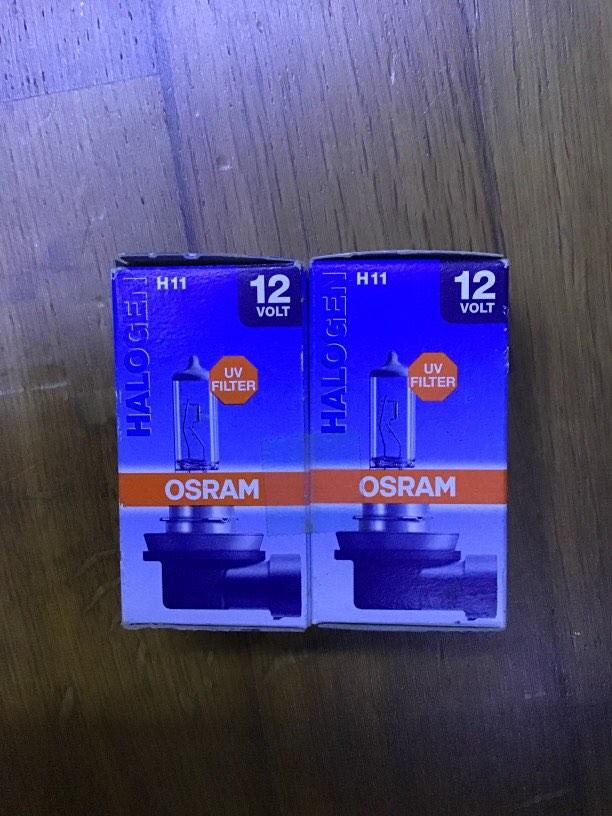 HALOGEN
H11
12
VOLT
UV
FILTER
OSRAM
HALOGEN
H11
12
VOLT
UV
FILTER
OSRAM